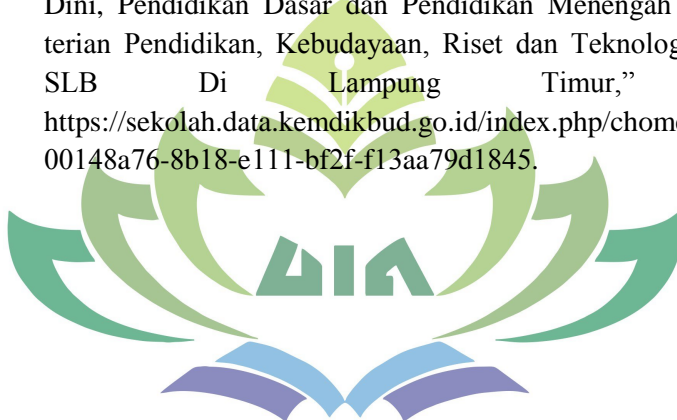 Dini, Pendidikan Dasar dan Pendidikan Menengah
terian Pendidikan, Kebudayaan, Riset dan Teknolog
SLB Di Lampung Timur,”
https://sekolah.data.kemdikbud.go.id/index.php/chom
00148a76-8b18-e111-bf2f-f13aa79d1845.
UIN